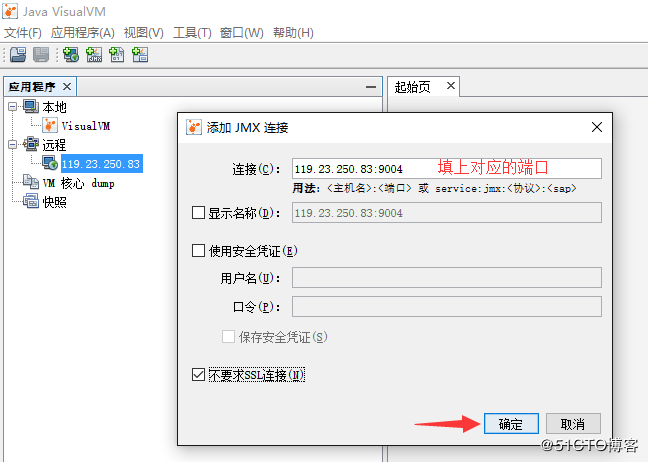 Java VisualVM
文件(F) 应用程序(A) 视图(V) 工具(T) 窗口(W) 帮助(H)
应用程序
起始页
本地
VisualVM
远程
119.23.250.83
VM 核心 dump
快照
添加 JMX 连接
连接(C): 119.23.250.83:9004 填上对应的端口
用法: <主机名>:<端口> 或 service:jmx:<协议>:<sap>
显示名称(D): 119.23.250.83:9004
使用安全凭证(E)
用户名(U):
口令(P):
保存安全凭证(S)
不要求SSL连接(N)
确定 取消
@51CTO博客